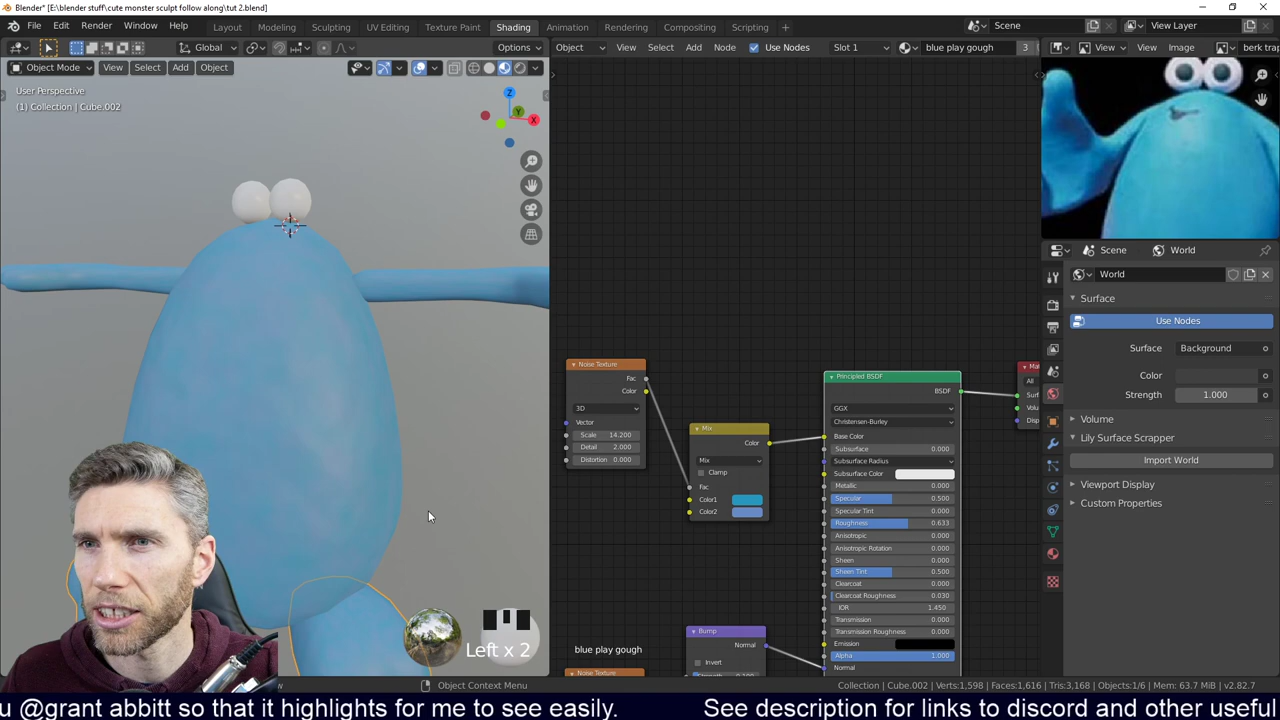 Blender* [E:\blender stuff\cute monster sculpt follow along\tut 2.blend]
File Edit Render Window Help Layout Modeling Sculpting UV Editing Texture Paint Shading Animation Rendering Compositing Scripting Scene View Layer
Global Options Object View Select Add Node Use Nodes Slot 1 blue play gough 3 View View Image berk trap
Object Mode View Select Add Object
User Perspective
(1) Collection | Cube.002
Z
Y
X
Scene World
World
Surface
Use Nodes
Surface Background
Color
Strength 1.000
Volume
Lily Surface Scrapper
Import World
Viewport Display
Custom Properties
Noise Texture
Fac
Color
3D
Vector
Scale 14.200
Detail 2.000
Distortion 0.000
Mix
Color
Mix
Clamp
Fac
Color1
Color2
Principled BSDF
BSDF
GGX
Christensen-Burley
Base Color
Subsurface 0.000
Subsurface Radius
Subsurface Color
Metallic 0.000
Specular 0.500
Specular Tint 0.000
Roughness 0.633
Anisotropic 0.000
Anisotropic Rotation 0.000
Sheen 0.000
Sheen Tint 0.500
Clearcoat 0.000
Clearcoat Roughness 0.030
IOR 1.450
Transmission 0.000
Transmission Roughness 0.000
Emission
Alpha 1.000
Normal
All
Bump
Normal
Invert
Noise Texture
blue play gough
Left x 2
Object Context Menu
Collection | Cube.002 | Verts:1,598 | Faces:1,616 | Tris:3,168 | Objects:1/6 | Mem: 63.7 MiB | v2.82.7
u @grant abbitt so that it highlights for me to see easily. See description for links to discord and other useful